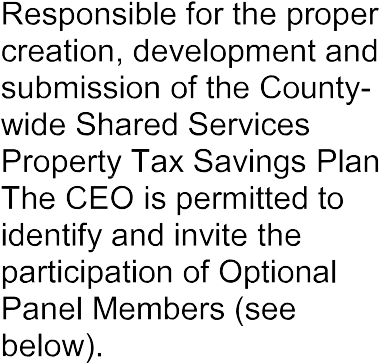 Responsible for the proper
creation, development and
submission of the County-
wide Shared Services
Property Tax Savings Plan
The CEO is permitted to
identify and invite the
participation of Optional
Panel Members (see
below).